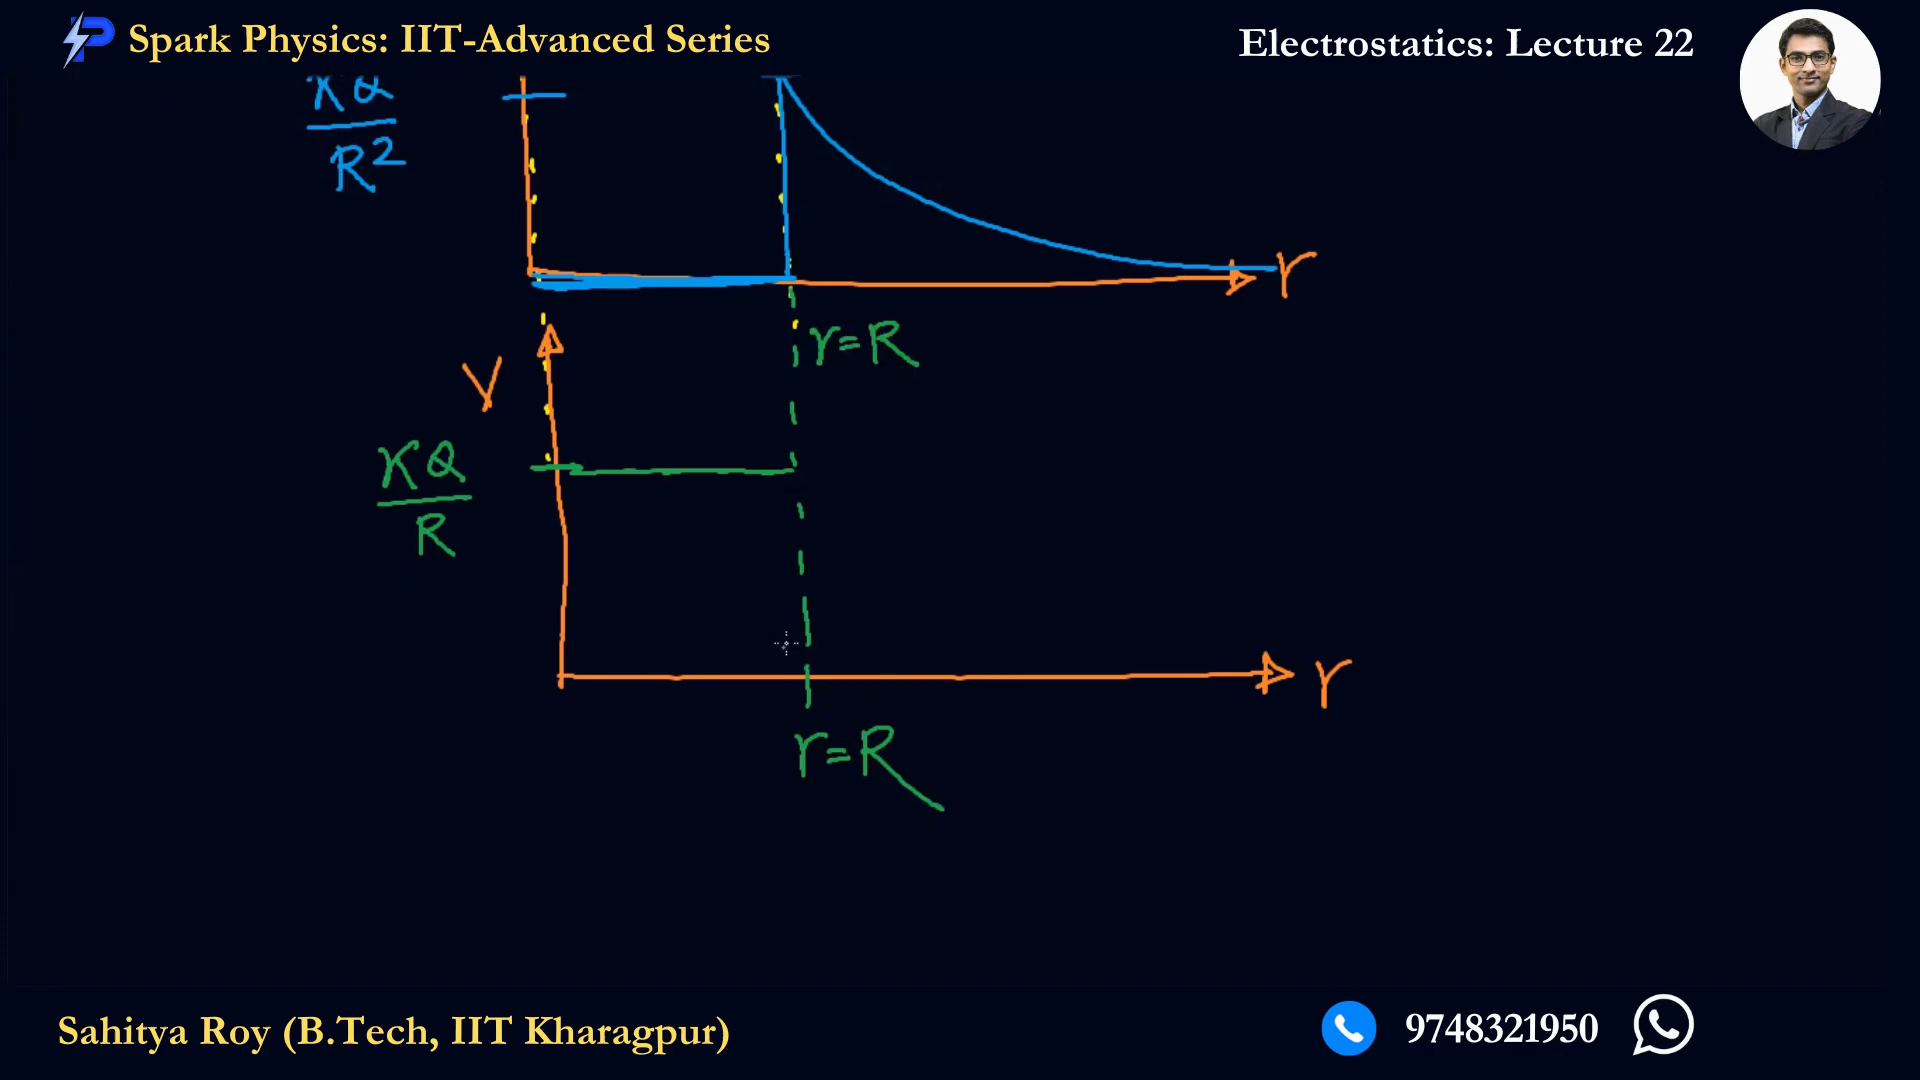 Spark Physics: IIT-Advanced Series
Electrostatics: Lecture 22
KQ
R²
r
r=R
V
KQ
R
r
r=R
Sahitya Roy (B.Tech, IIT Kharagpur)
9748321950